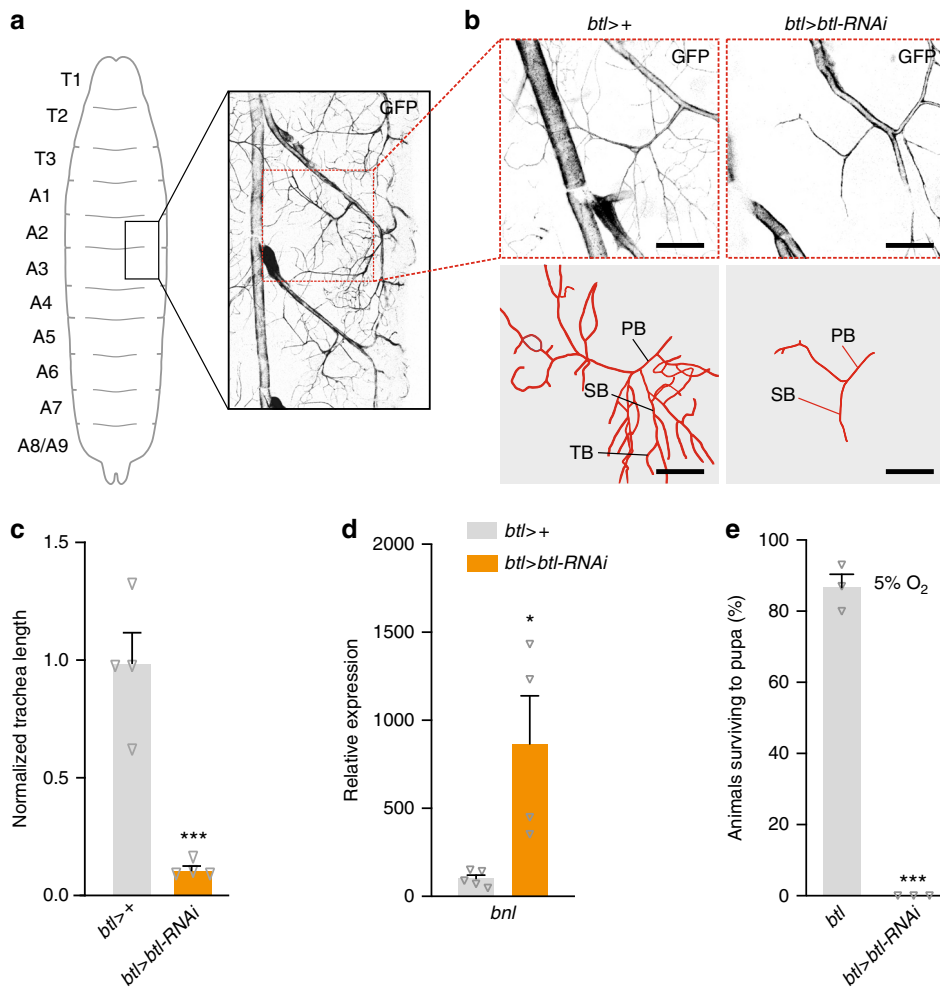 a
T1
T2
T3
A1
A2
A3
A4
A5
A6
A7
A8/A9
GFP
b
btl>+
btl>btl-RNAi
GFP
GFP
PB
SB
TB
PB
SB
c
Normalized trachea length
1.5
1.0
0.5
0.0
***
btl>+
btl>btl-RNAi
d
btl>+
btl>btl-RNAi
Relative expression
2000
1500
1000
500
0
*
bnl
e
Animals surviving to pupa (%)
100
80
60
40
20
0
5% O2
***
btl
btl>btl-RNAi